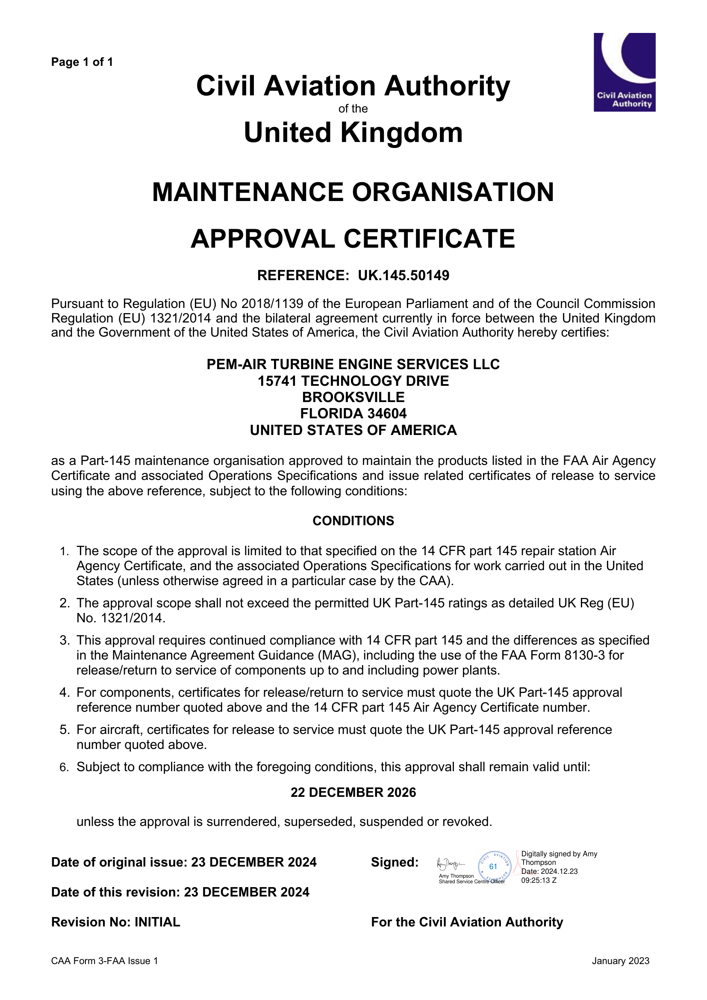 Page 1 of 1
Civil Aviation
Authority
Civil Aviation Authority
of the
United Kingdom
MAINTENANCE ORGANISATION
APPROVAL CERTIFICATE
REFERENCE: UK.145.50149
Pursuant to Regulation (EU) No 2018/1139 of the European Parliament and of the Council Commission
Regulation (EU) 1321/2014 and the bilateral agreement currently in force between the United Kingdom
and the Government of the United States of America, the Civil Aviation Authority hereby certifies:
PEM-AIR TURBINE ENGINE SERVICES LLC
15741 TECHNOLOGY DRIVE
BROOKSVILLE
FLORIDA 34604
UNITED STATES OF AMERICA
as a Part-145 maintenance organisation approved to maintain the products listed in the FAA Air Agency
Certificate and associated Operations Specifications and issue related certificates of release to service
using the above reference, subject to the following conditions:
CONDITIONS
1. The scope of the approval is limited to that specified on the 14 CFR part 145 repair station Air
Agency Certificate, and the associated Operations Specifications for work carried out in the United
States (unless otherwise agreed in a particular case by the CAA).
2. The approval scope shall not exceed the permitted UK Part-145 ratings as detailed UK Reg (EU)
No. 1321/2014.
3. This approval requires continued compliance with 14 CFR part 145 and the differences as specified
in the Maintenance Agreement Guidance (MAG), including the use of the FAA Form 8130-3 for
release/return to service of components up to and including power plants.
4. For components, certificates for release/return to service must quote the UK Part-145 approval
reference number quoted above and the 14 CFR part 145 Air Agency Certificate number.
5. For aircraft, certificates for release to service must quote the UK Part-145 approval reference
number quoted above.
6. Subject to compliance with the foregoing conditions, this approval shall remain valid until:
22 DECEMBER 2026
unless the approval is surrendered, superseded, suspended or revoked.
Date of original issue: 23 DECEMBER 2024
Signed:
Amy Thompson
Shared Service Centre Officer
CIVIL AVIATION AUTHORITY
61
Digitally signed by Amy
Thompson
Date: 2024.12.23
09:25:13 Z
Date of this revision: 23 DECEMBER 2024
Revision No: INITIAL
For the Civil Aviation Authority
CAA Form 3-FAA Issue 1
January 2023